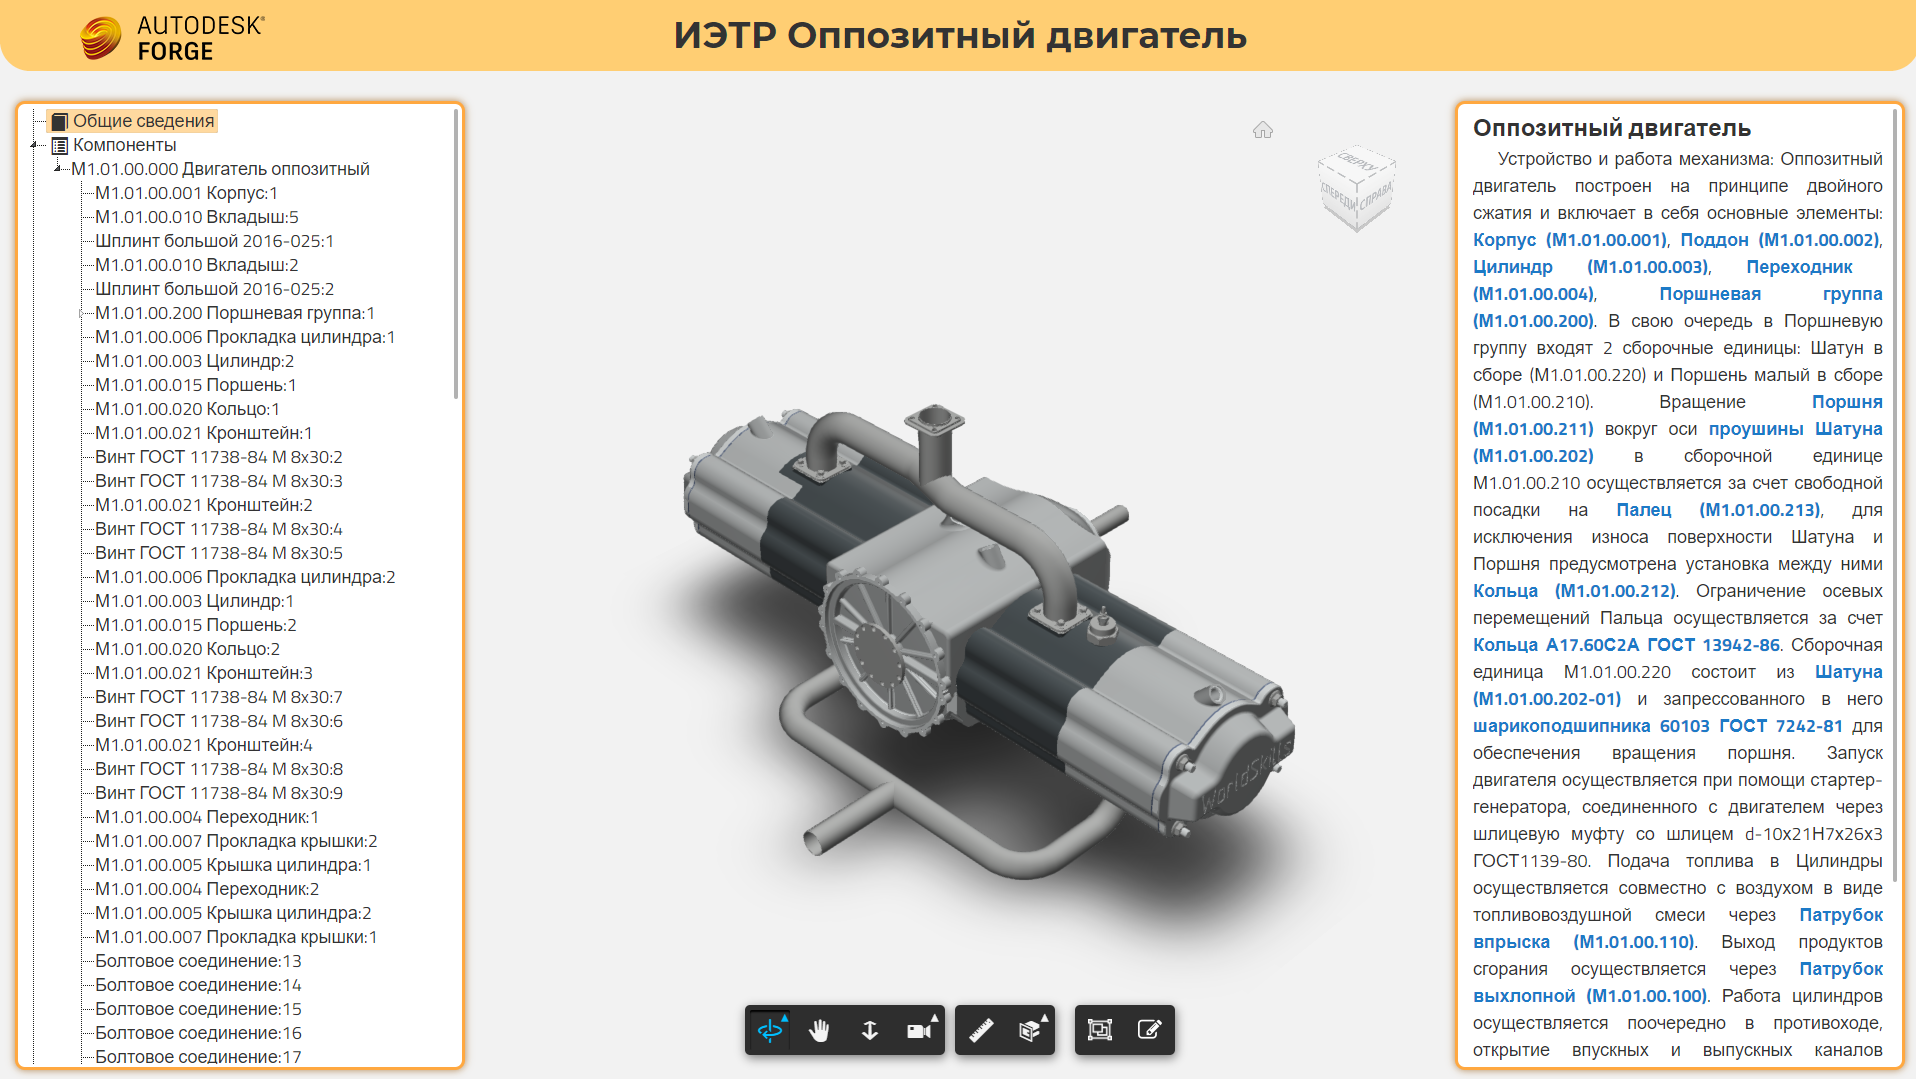 AUTODESK®
FORGE
ИЭТР Оппозитный двигатель
Общие сведения
Компоненты
М1.01.00.000 Двигатель оппозитный
М1.01.00.001 Корпус:1
М1.01.00.010 Вкладыш:5
Шплинт большой 2016-025:1
М1.01.00.010 Вкладыш:2
Шплинт большой 2016-025:2
М1.01.00.200 Поршневая группа:1
М1.01.00.006 Прокладка цилиндра:1
М1.01.00.003 Цилиндр:2
М1.01.00.015 Поршень:1
М1.01.00.020 Кольцо:1
М1.01.00.021 Кронштейн:1
Винт ГОСТ 11738-84 М 8х30:2
Винт ГОСТ 11738-84 М 8х30:3
М1.01.00.021 Кронштейн:2
Винт ГОСТ 11738-84 М 8х30:4
Винт ГОСТ 11738-84 М 8х30:5
М1.01.00.006 Прокладка цилиндра:2
М1.01.00.003 Цилиндр:1
М1.01.00.015 Поршень:2
М1.01.00.020 Кольцо:2
М1.01.00.021 Кронштейн:3
Винт ГОСТ 11738-84 М 8х30:7
Винт ГОСТ 11738-84 М 8х30:6
М1.01.00.021 Кронштейн:4
Винт ГОСТ 11738-84 М 8х30:8
Винт ГОСТ 11738-84 М 8х30:9
М1.01.00.004 Переходник:1
М1.01.00.007 Прокладка крышки:2
М1.01.00.005 Крышка цилиндра:1
М1.01.00.004 Переходник:2
М1.01.00.005 Крышка цилиндра:2
М1.01.00.007 Прокладка крышки:1
Болтовое соединение:13
Болтовое соединение:14
Болтовое соединение:15
Болтовое соединение:16
Болтовое соединение:17
СВЕРХУ
СПЕРЕДИ
СПРАВА
WorldSkills
Оппозитный двигатель
Устройство и работа механизма: Оппозитный
двигатель построен на принципе двойного
сжатия и включает в себя основные элементы:
Корпус (М1.01.00.001), Поддон (М1.01.00.002),
Цилиндр (М1.01.00.003), Переходник
(М1.01.00.004), Поршневая группа
(М1.01.00.200). В свою очередь в Поршневую
группу входят 2 сборочные единицы: Шатун в
сборе (М1.01.00.220) и Поршень малый в сборе
(М1.01.00.210). Вращение Поршня
(М1.01.00.211) вокруг оси проушины Шатуна
(М1.01.00.202) в сборочной единице
М1.01.00.210 осуществляется за счет свободной
посадки на Палец (М1.01.00.213), для
исключения износа поверхности Шатуна и
Поршня предусмотрена установка между ними
Кольца (М1.01.00.212). Ограничение осевых
перемещений Пальца осуществляется за счет
Кольца А17.60С2А ГОСТ 13942-86. Сборочная
единица М1.01.00.220 состоит из Шатуна
(М1.01.00.202-01) и запрессованного в него
шарикоподшипника 60103 ГОСТ 7242-81 для
обеспечения вращения поршня. Запуск
двигателя осуществляется при помощи стартер-
генератора, соединенного с двигателем через
шлицевую муфту со шлицем d-10х21Н7х26х3
ГОСТ1139-80. Подача топлива в Цилиндры
осуществляется совместно с воздухом в виде
топливовоздушной смеси через Патрубок
впрыска (М1.01.00.110). Выход продуктов
сгорания осуществляется через Патрубок
выхлопной (М1.01.00.100). Работа цилиндров
осуществляется поочередно в противоходе,
открытие впускных и выпускных каналов